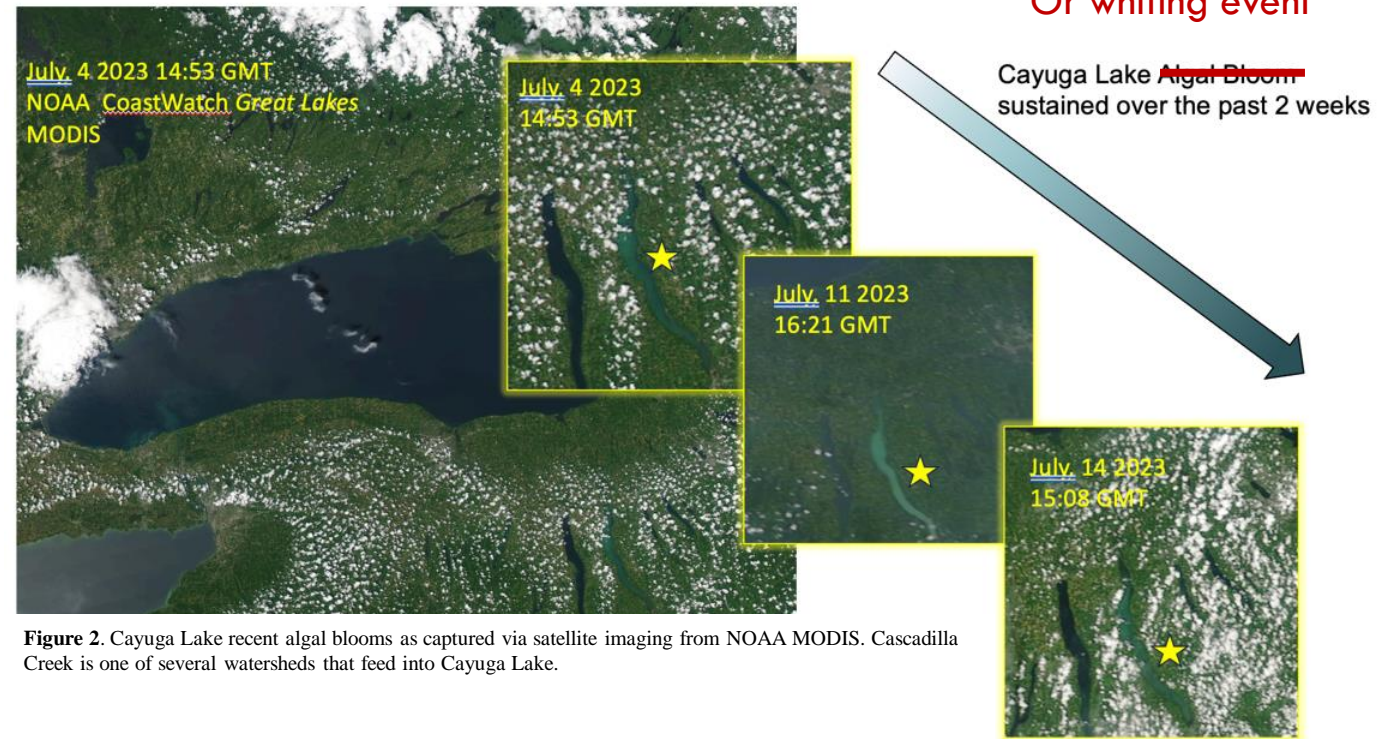 Or whiting event
July. 4 2023 14:53 GMT
NOAA CoastWatch Great Lakes
MODIS
July. 4 2023
14:53 GMT
Cayuga Lake Algal Bloom
sustained over the past 2 weeks
July. 11 2023
16:21 GMT
July. 14 2023
15:08 GMT
Figure 2. Cayuga Lake recent algal blooms as captured via satellite imaging from NOAA MODIS. Cascadilla
Creek is one of several watersheds that feed into Cayuga Lake.